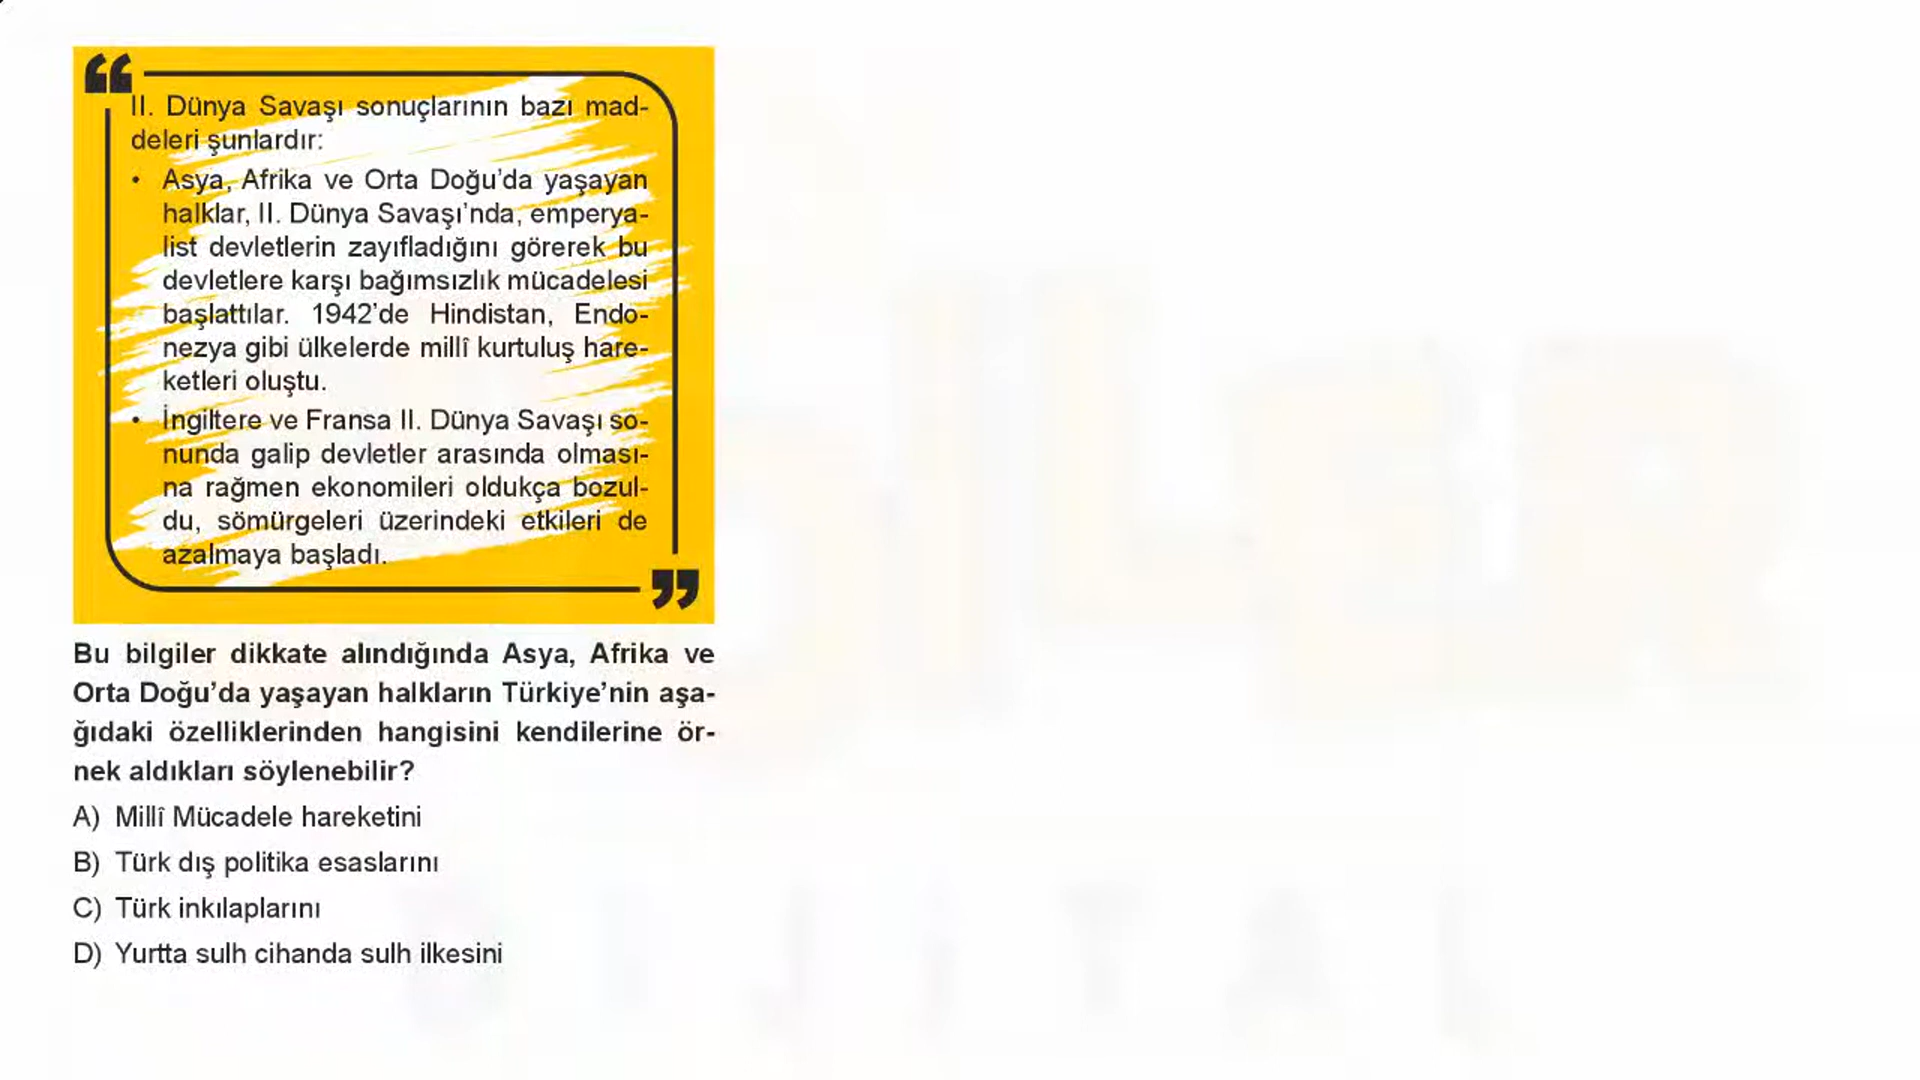 II. Dünya Savaşı sonuçlarının bazı mad-
deleri şunlardır:
• Asya, Afrika ve Orta Doğu’da yaşayan
halklar, II. Dünya Savaşı’nda, emperya-
list devletlerin zayıfladığını görerek bu
devletlere karşı bağımsızlık mücadelesi
başlattılar. 1942’de Hindistan, Endo-
nezya gibi ülkelerde millî kurtuluş hare-
ketleri oluştu.
• İngiltere ve Fransa II. Dünya Savaşı so-
nunda galip devletler arasında olması-
na rağmen ekonomileri oldukça bozul-
du, sömürgeleri üzerindeki etkileri de
azalmaya başladı.
Bu bilgiler dikkate alındığında Asya, Afrika ve
Orta Doğu’da yaşayan halkların Türkiye’nin aşa-
ğıdaki özelliklerinden hangisini kendilerine ör-
nek aldıkları söylenebilir?
A) Millî Mücadele hareketini
B) Türk dış politika esaslarını
C) Türk inkılaplarını
D) Yurtta sulh cihanda sulh ilkesini
DİJİTAL